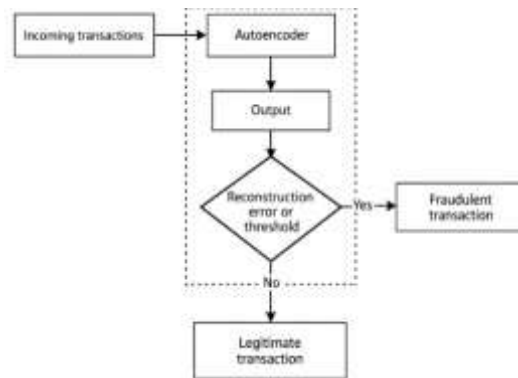 Incoming transactions
Autoencoder
Output
Reconstruction
error or
threshold
Yes
Fraudulent
transaction
No
Legitimate
transaction